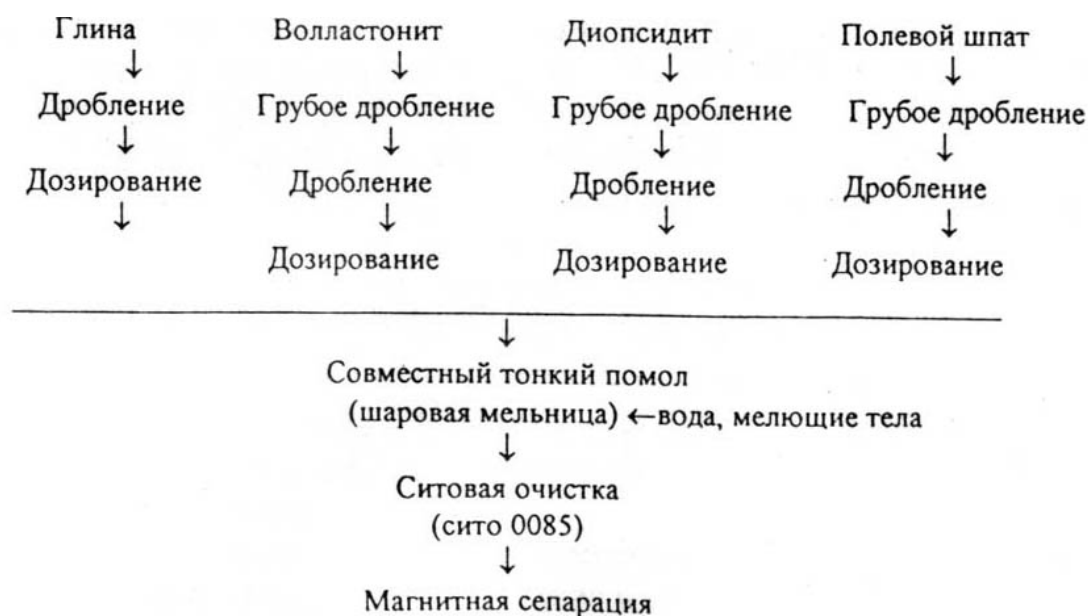 Глина Волластонит Диопсидит Полевой шпат
↓ ↓ ↓ ↓
Дробление Грубое дробление Грубое дробление Грубое дробление
↓ ↓ ↓ ↓
Дозирование Дробление Дробление Дробление
↓ ↓ ↓ ↓
Дозирование Дозирование Дозирование
↓
Совместный тонкий помол
(шаровая мельница) ←вода, мелющие тела
↓
Ситовая очистка
(сито 0085)
↓
Магнитная сепарация